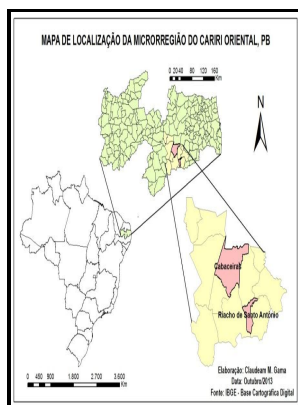 MAPA DE LOCALIZAÇÃO DA MICRORREGIÃO DO CARIRI ORIENTAL, PB
0 20 40 80 120 160
Km
N
Cabaceiras
Riacho de Santo Antônio
0 450 900 1.800 2.700 3.600
Km
Elaboração: Claudeam M. Gama
Data: Outubro/2013
Fonte: IBGE - Base Cartográfica Digital